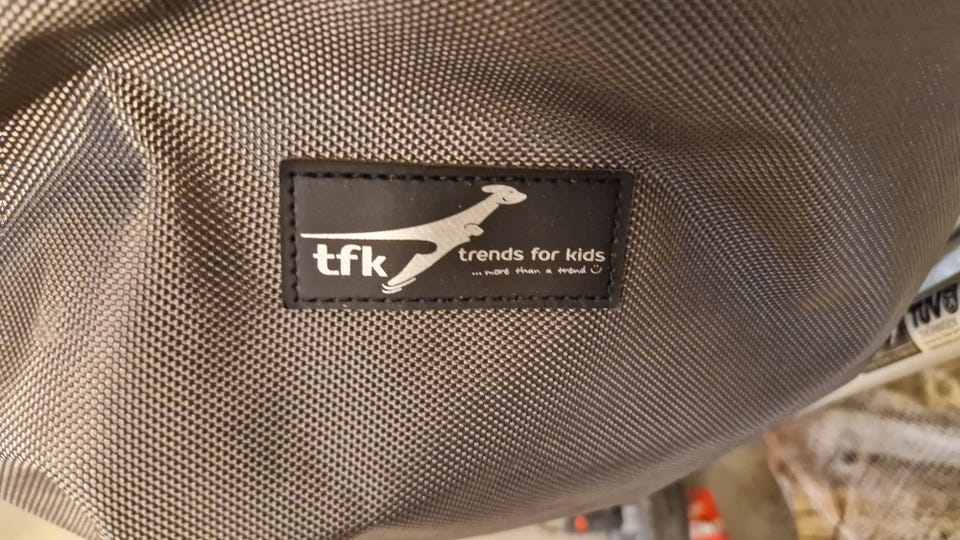 tfk
trends for kids
...more than a trend
TÜV